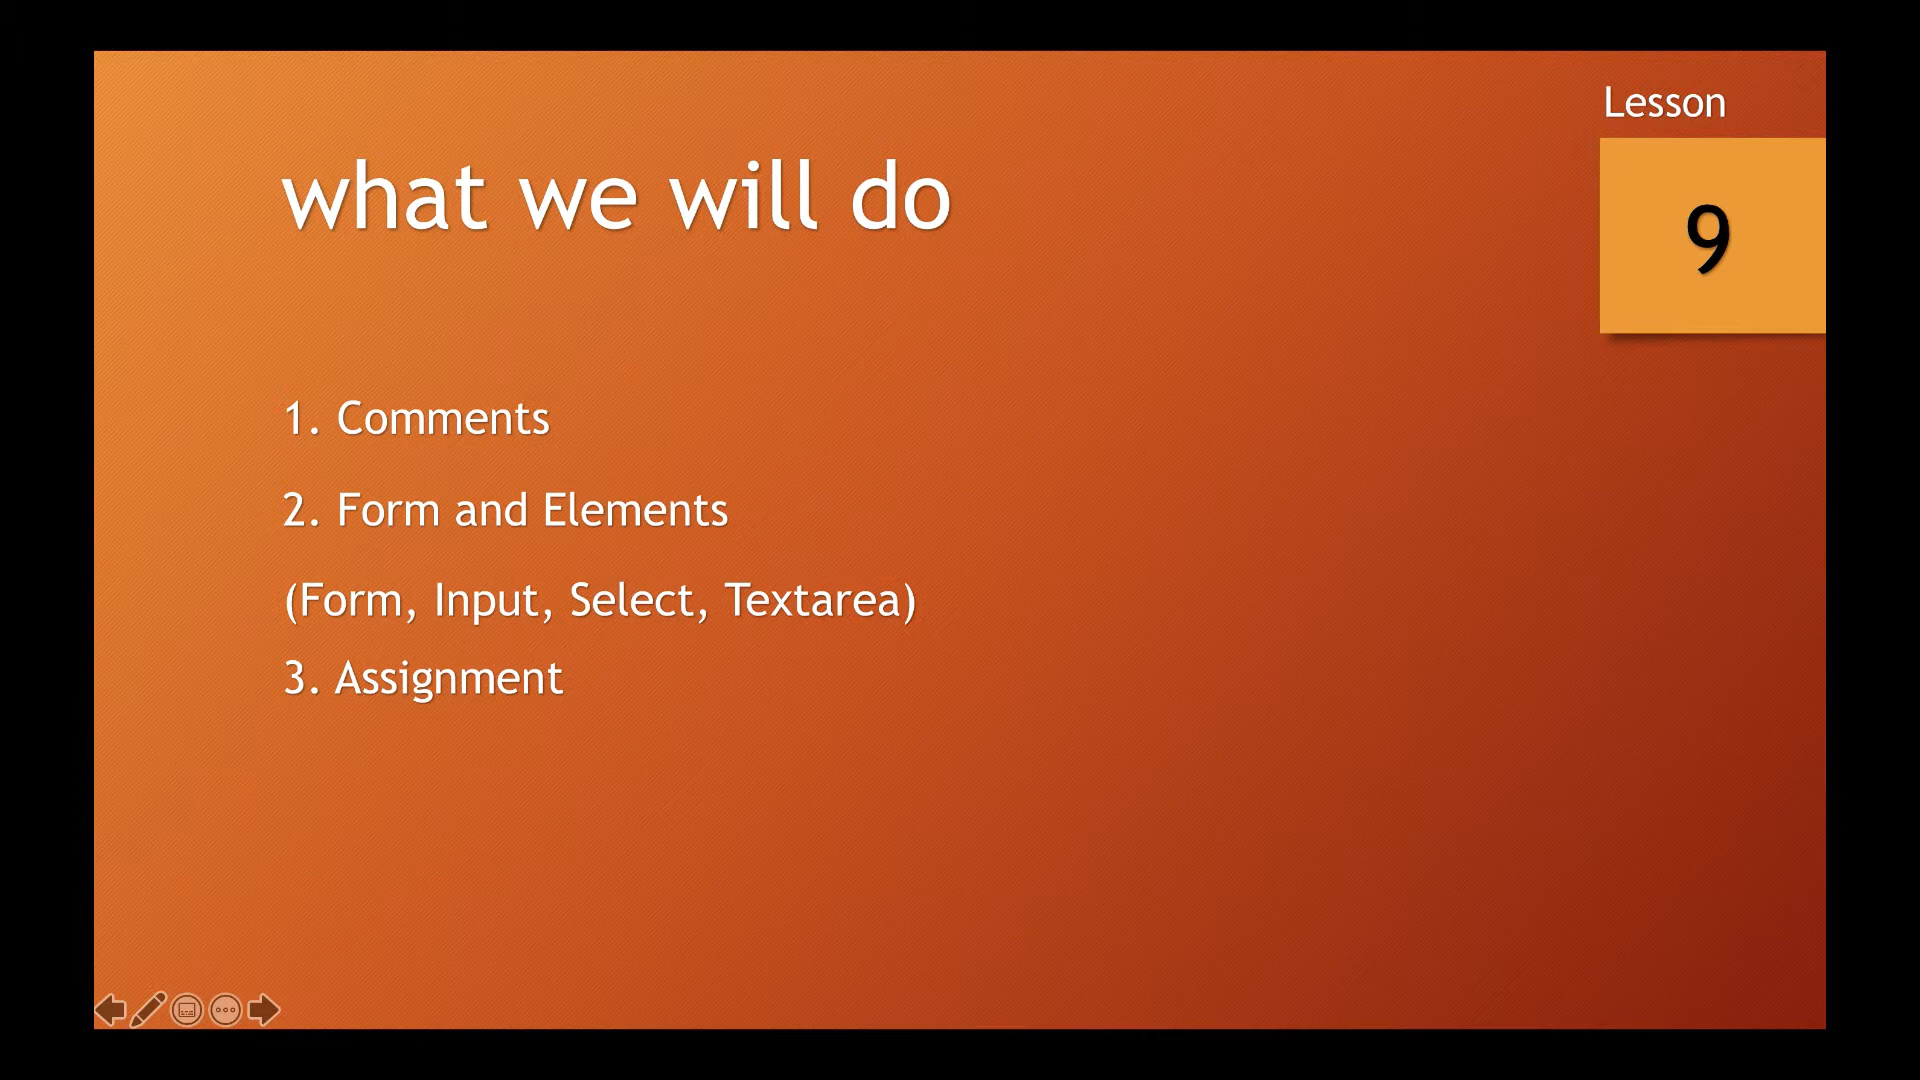 Lesson
9
what we will do
1. Comments
2. Form and Elements
(Form, Input, Select, Textarea)
3. Assignment